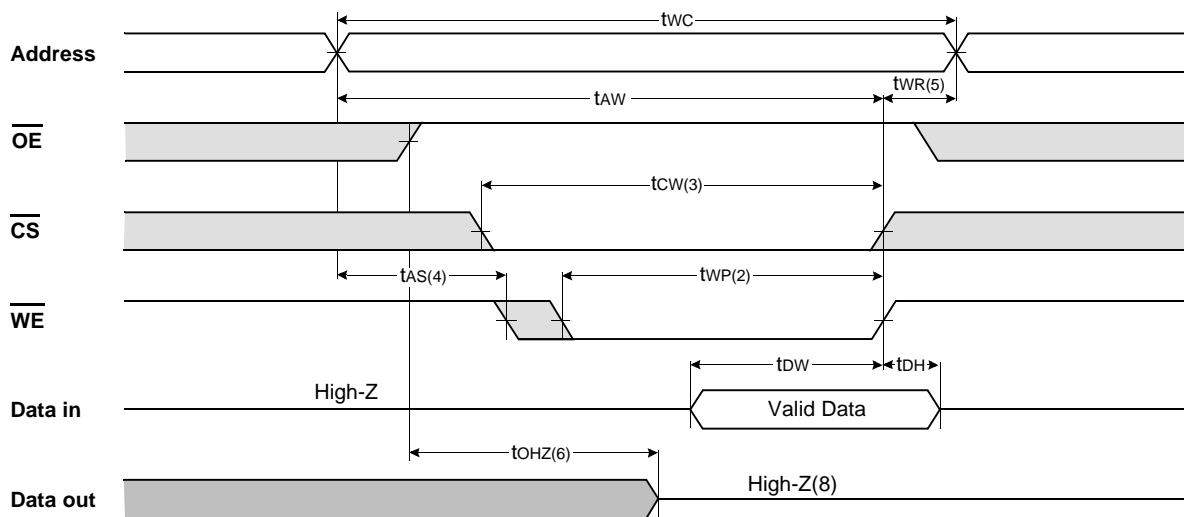 tWC
Address
tWR(5)
tAW
OE
tCW(3)
CS
tAS(4)
tWP(2)
WE
tDW
tDH
High-Z
Data in
Valid Data
tOHZ(6)
High-Z(8)
Data out